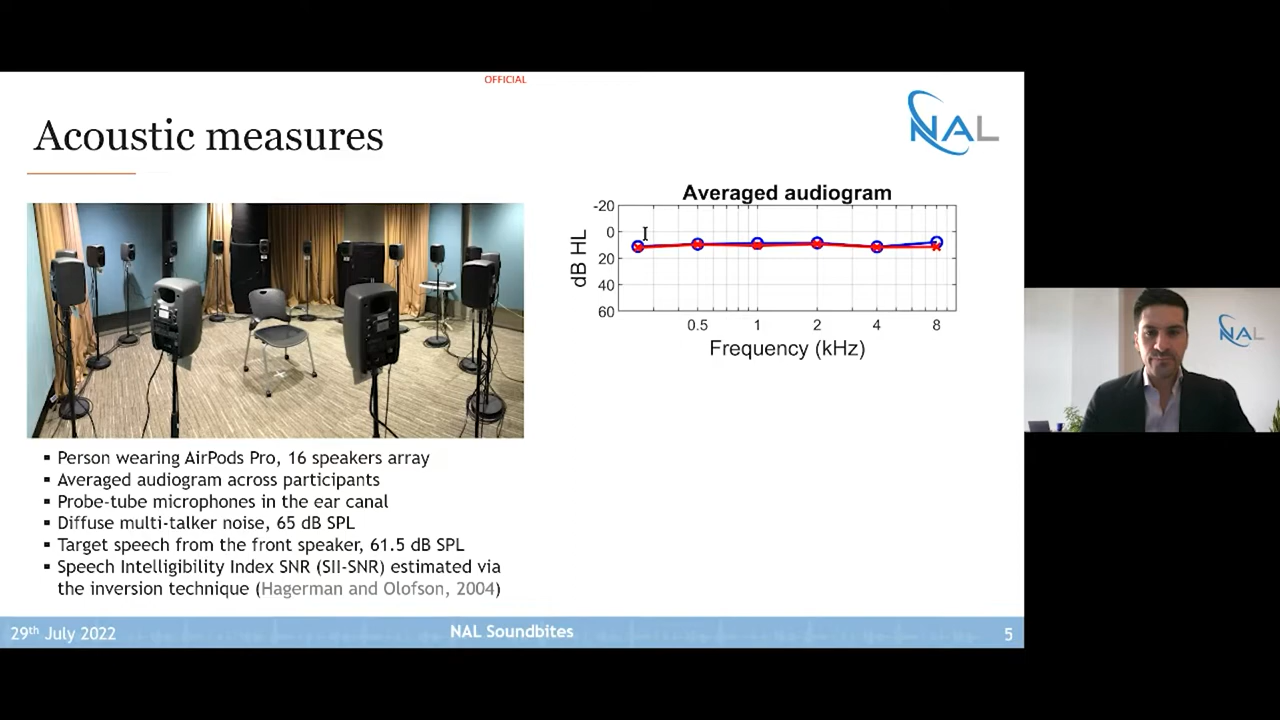 OFFICIAL
Acoustic measures
NAL
Averaged audiogram
-20
0
20
40
60
dB HL
0.5
1
2
4
8
Frequency (kHz)
NAL
▪ Person wearing AirPods Pro, 16 speakers array
▪ Averaged audiogram across participants
▪ Probe-tube microphones in the ear canal
▪ Diffuse multi-talker noise, 65 dB SPL
▪ Target speech from the front speaker, 61.5 dB SPL
▪ Speech Intelligibility Index SNR (SII-SNR) estimated via
the inversion technique (Hagerman and Olofson, 2004)
29th July 2022
NAL Soundbites
5